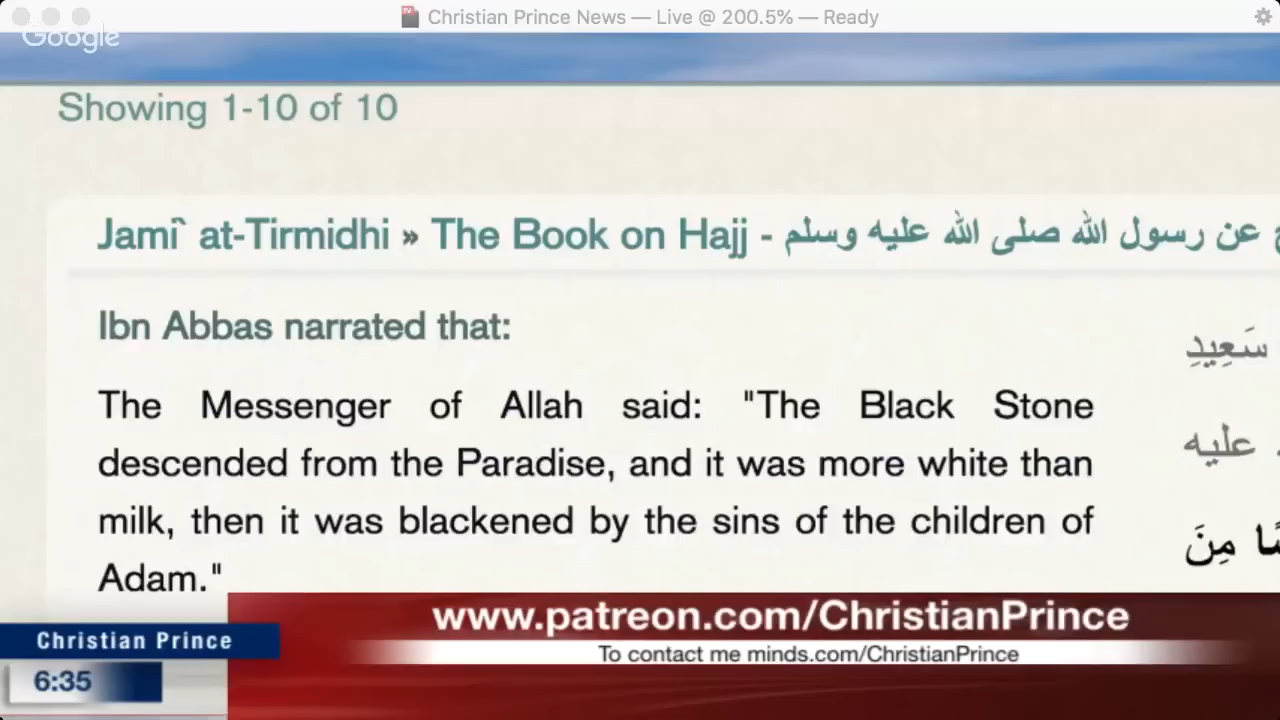 Christian Prince News — Live @ 200.5% — Ready
Google
Showing 1-10 of 10
Jami` at-Tirmidhi » The Book on Hajj - عن رسول الله صلى الله عليه وسلم
Ibn Abbas narrated that:
سَعِيدِ
The Messenger of Allah said: "The Black Stone
descended from the Paradise, and it was more white than
عليه
milk, then it was blackened by the sins of the children of
مِنَ
Adam."
www.patreon.com/ChristianPrince
Christian Prince
To contact me minds.com/ChristianPrince
6:35